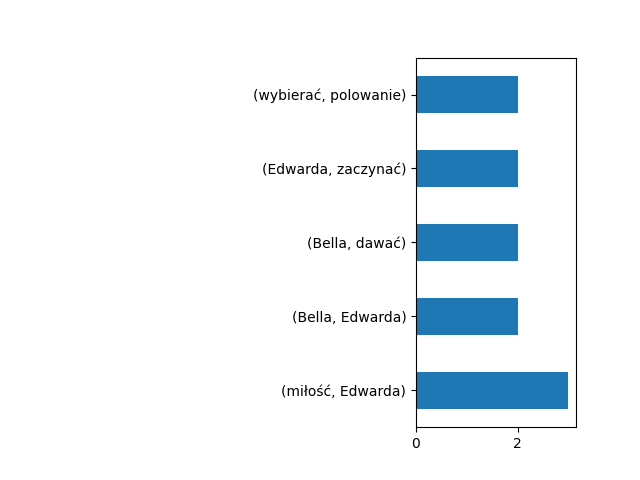 (wybierać, polowanie)
(Edwarda, zaczynać)
(Bella, dawać)
(Bella, Edwarda)
(miłość, Edwarda)
0 2